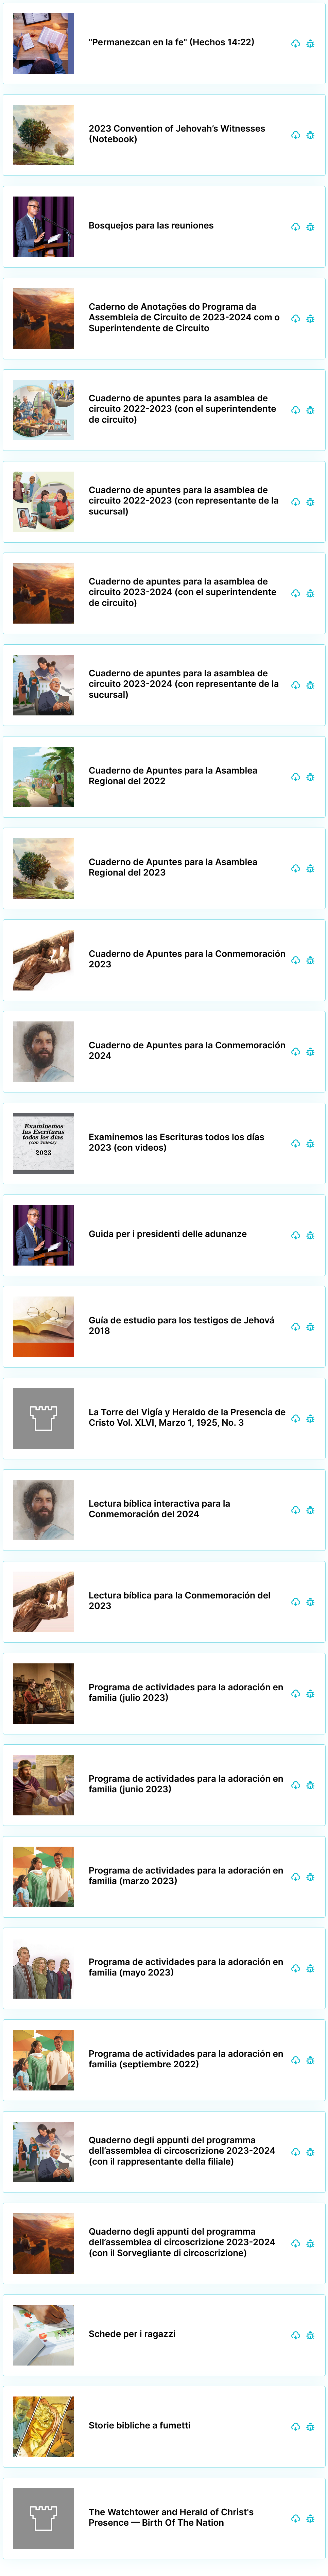 "Permanezcan en la fe" (Hechos 14:22)
2023 Convention of Jehovah's Witnesses
(Notebook)
Bosquejos para las reuniones
Caderno de Anotações do Programa da
Assembleia de Circuito de 2023-2024 com o
Superintendente de Circuito
Cuaderno de apuntes para la asamblea de
circuito 2022-2023 (con el superintendente
de circuito)
Cuaderno de apuntes para la asamblea de
circuito 2022-2023 (con representante de la
sucursal)
Cuaderno de apuntes para la asamblea de
circuito 2023-2024 (con el superintendente
de circuito)
Cuaderno de apuntes para la asamblea de
circuito 2023-2024 (con representante de la
sucursal)
Cuaderno de Apuntes para la Asamblea
Regional del 2022
Cuaderno de Apuntes para la Asamblea
Regional del 2023
Cuaderno de Apuntes para la Conmemoración
2023
Cuaderno de Apuntes para la Conmemoración
2024
Examinemos
las Escrituras
todos los días
(con videos)
2023
Examinemos las Escrituras todos los días
2023 (con videos)
Guida per i presidenti delle adunanze
Guía de estudio para los testigos de Jehová
2018
La Torre del Vigía y Heraldo de la Presencia de
Cristo Vol. XLVI, Marzo 1, 1925, No. 3
Lectura bíblica interactiva para la
Conmemoración del 2024
Lectura bíblica para la Conmemoración del
2023
Programa de actividades para la adoración en
familia (julio 2023)
Programa de actividades para la adoración en
familia (junio 2023)
Programa de actividades para la adoración en
familia (marzo 2023)
Programa de actividades para la adoración en
familia (mayo 2023)
Programa de actividades para la adoración en
familia (septiembre 2022)
Quaderno degli appunti del programma
dell'assemblea di circoscrizione 2023-2024
(con il rappresentante della filiale)
Quaderno degli appunti del programma
dell'assemblea di circoscrizione 2023-2024
(con il Sorvegliante di circoscrizione)
Schede per i ragazzi
Storie bibliche a fumetti
The Watchtower and Herald of Christ's
Presence — Birth Of The Nation